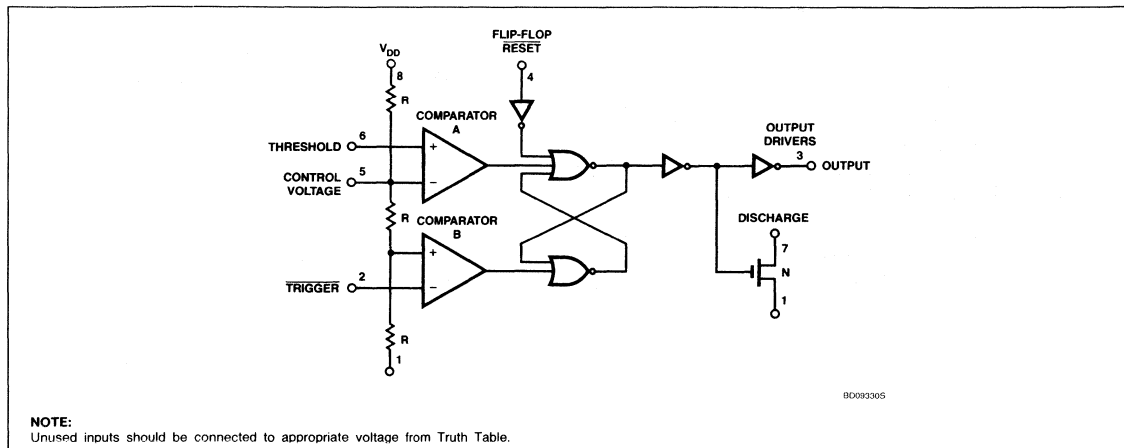 FLIP-FLOP
RESET
4
VDD
8
R
COMPARATOR
A
OUTPUT
DRIVERS
3
THRESHOLD
6
+
OUTPUT
CONTROL
VOLTAGE
5
−
R
COMPARATOR
B
DISCHARGE
7
+
N
TRIGGER
2
−
1
R
1
BD09330S
NOTE:
Unused inputs should be connected to appropriate voltage from Truth Table.